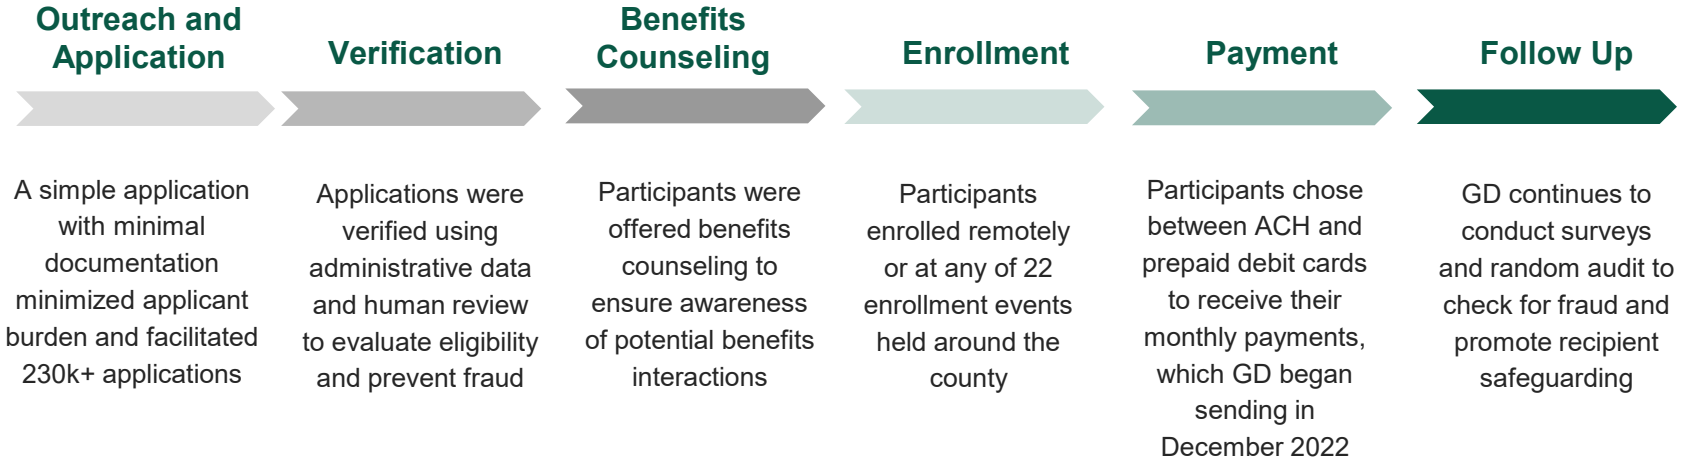 Outreach and
Application
A simple application
with minimal
documentation
minimized applicant
burden and facilitated
230k+ applications
Verification
Applications were
verified using
administrative data
and human review
to evaluate eligibility
and prevent fraud
Benefits
Counseling
Participants were
offered benefits
counseling to
ensure awareness
of potential benefits
interactions
Enrollment
Participants
enrolled remotely
or at any of 22
enrollment events
held around the
county
Payment
Participants chose
between ACH and
prepaid debit cards
to receive their
monthly payments,
which GD began
sending in
December 2022
Follow Up
GD continues to
conduct surveys
and random audit to
check for fraud and
promote recipient
safeguarding